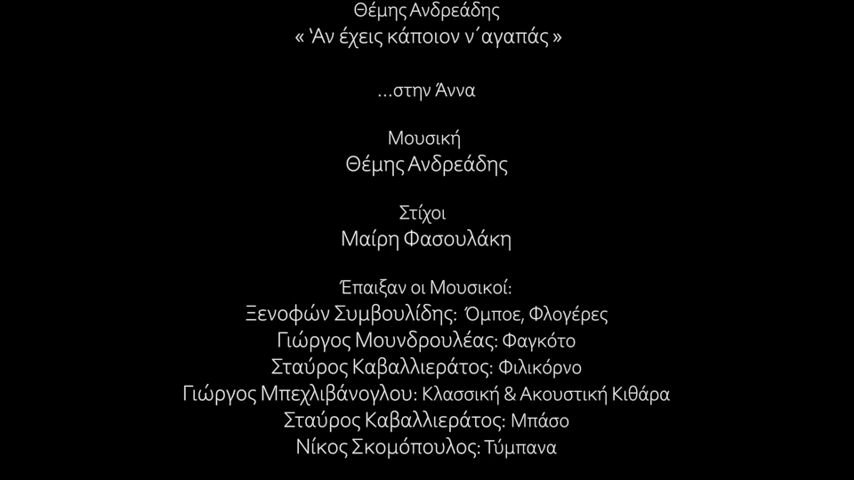 Θέμης Ανδρεάδης
« Ἂν έχεις κάποιον ν΄αγαπάς »
...στην Άννα
Μουσική
Θέμης Ανδρεάδης
Στίχοι
Μαίρη Φασουλάκη
Έπαιξαν οι Μουσικοί:
Ξενοφών Συμβουλίδης: Όμποε, Φλογέρες
Γιώργος Μουνδρουλέας: Φαγκότο
Σταύρος Καβαλλιεράτος: Φιλικόρνο
Γιώργος Μπεχλιβάνογλου: Κλασσική & Ακουστική Κιθάρα
Σταύρος Καβαλλιεράτος: Μπάσο
Νίκος Σκομόπουλος: Τύμπανα